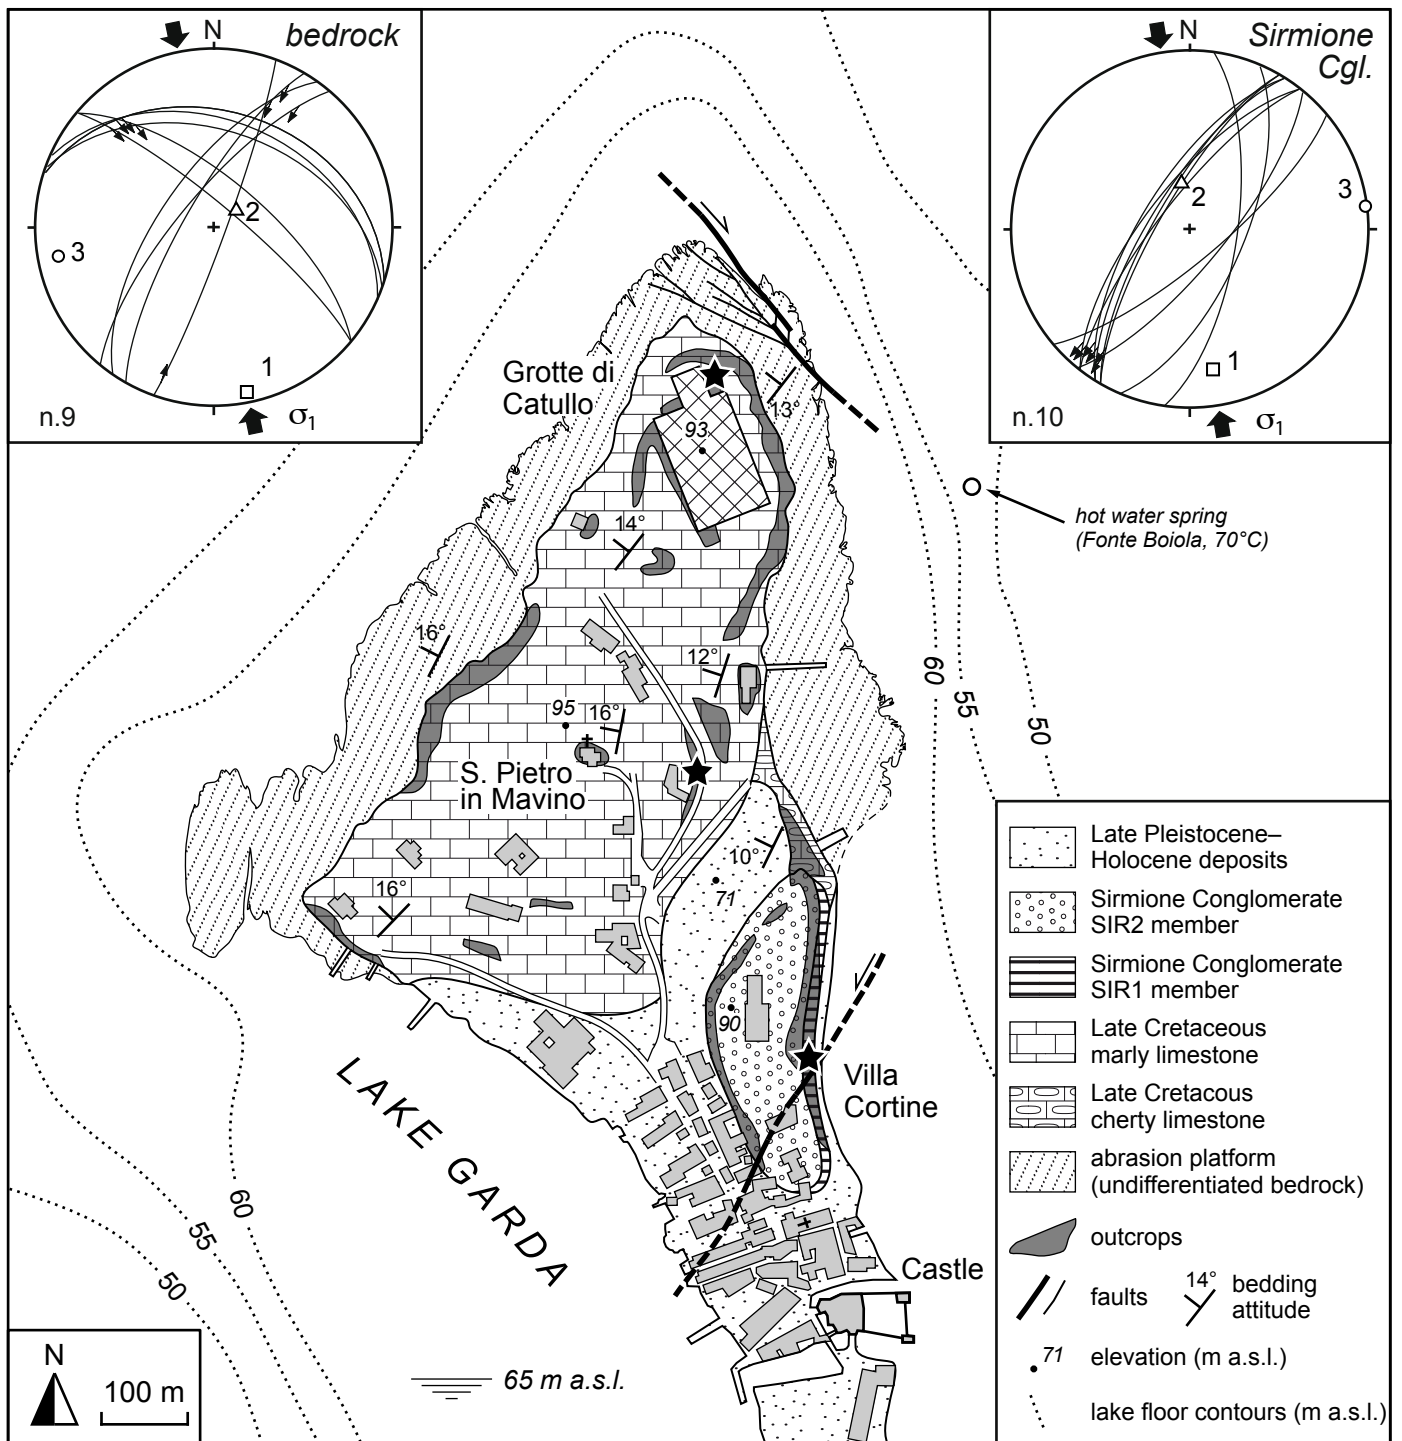 N
bedrock
2
3
1
n.9
σ1
N
Sirmione
Cgl.
3
2
1
n.10
σ1
Grotte di
Catullo
13°
93
hot water spring
(Fonte Boiola, 70°C)
14°
16°
12°
60
55
50
95
16°
S. Pietro
in Mavino
10°
71
16°
90
Villa
Cortine
LAKE GARDA
60
55
50
Castle
N
100 m
65 m a.s.l.
Late Pleistocene–
Holocene deposits
Sirmione Conglomerate
SIR2 member
Sirmione Conglomerate
SIR1 member
Late Cretaceous
marly limestone
Late Cretacous
cherty limestone
abrasion platform
(undifferentiated bedrock)
outcrops
faults
14°
bedding
attitude
71
elevation (m a.s.l.)
lake floor contours (m a.s.l.)